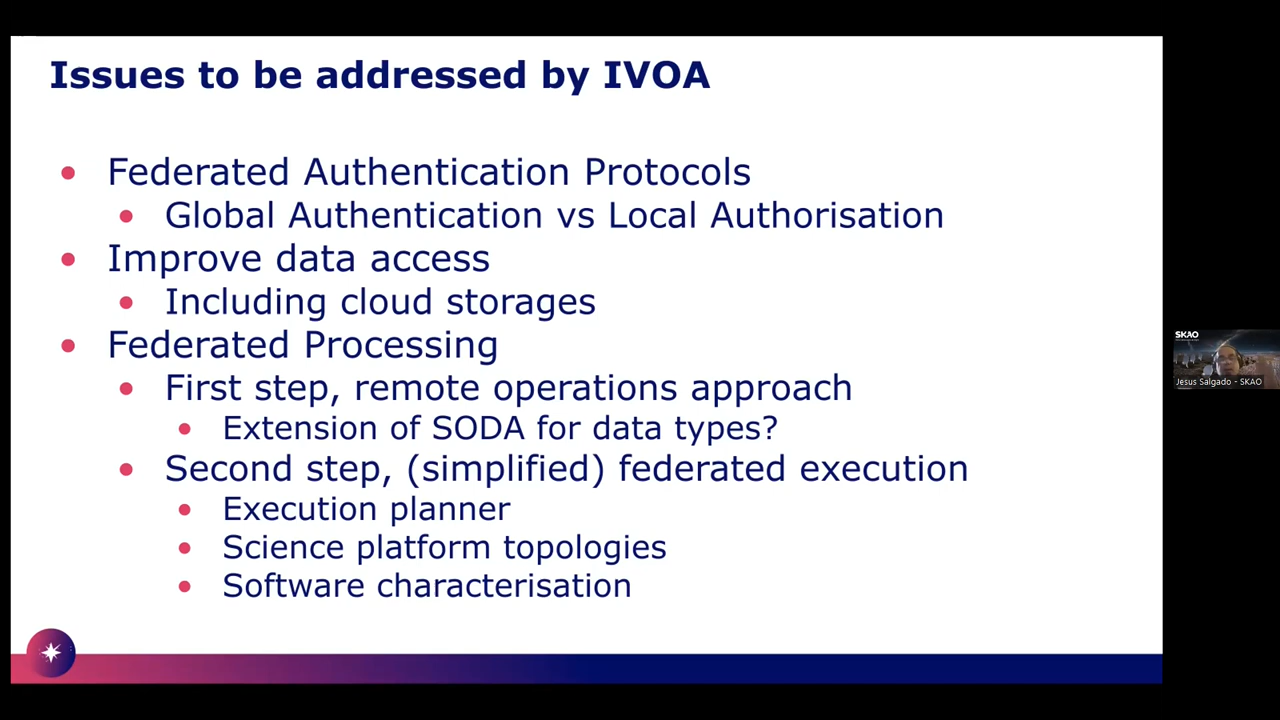 Issues to be addressed by IVOA
Federated Authentication Protocols
Global Authentication vs Local Authorisation
Improve data access
Including cloud storages
Federated Processing
First step, remote operations approach
Extension of SODA for data types?
Second step, (simplified) federated execution
Execution planner
Science platform topologies
Software characterisation
SKAO
Jesus Salgado - SKAO